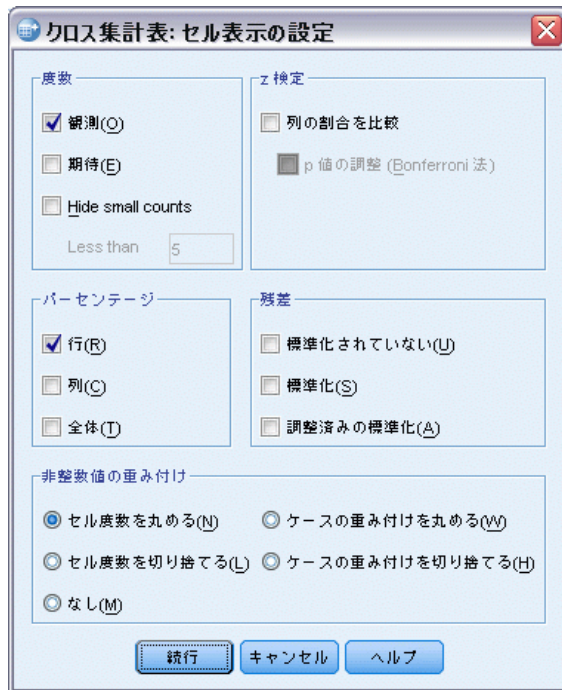 クロス集計表: セル表示の設定
度数
観測(O)
期待(E)
Hide small counts
Less than 5
z 検定
列の割合を比較
p 値の調整 (Bonferroni 法)
パーセンテージ
行(R)
列(C)
全体(T)
残差
標準化されていない(U)
標準化(S)
調整済みの標準化(A)
非整数値の重み付け
セル度数を丸める(N) ケースの重み付けを丸める(W)
セル度数を切り捨てる(L) ケースの重み付けを切り捨てる(H)
なし(M)
続行 キャンセル ヘルプ